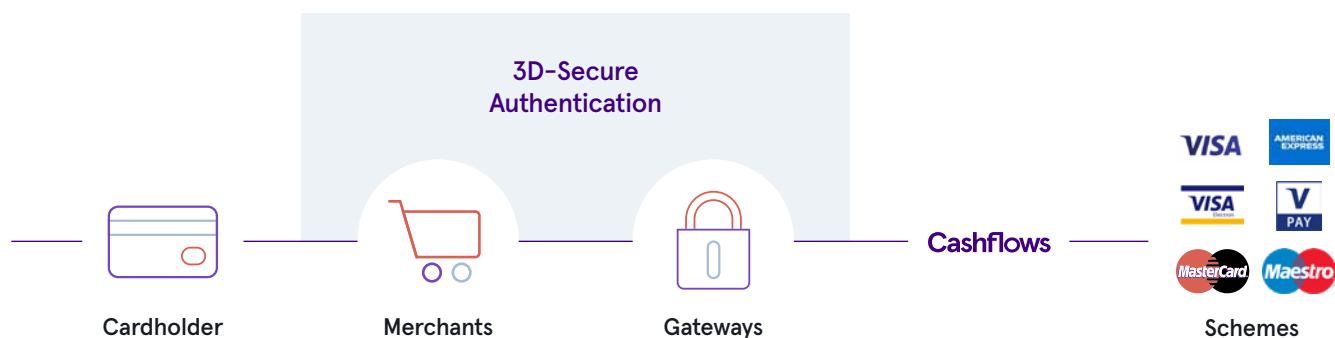 3D-Secure
Authentication
VISA
AMERICAN
EXPRESS
VISA
Electron
V
PAY
Cashflows
MasterCard
Maestro
Cardholder
Merchants
Gateways
Schemes